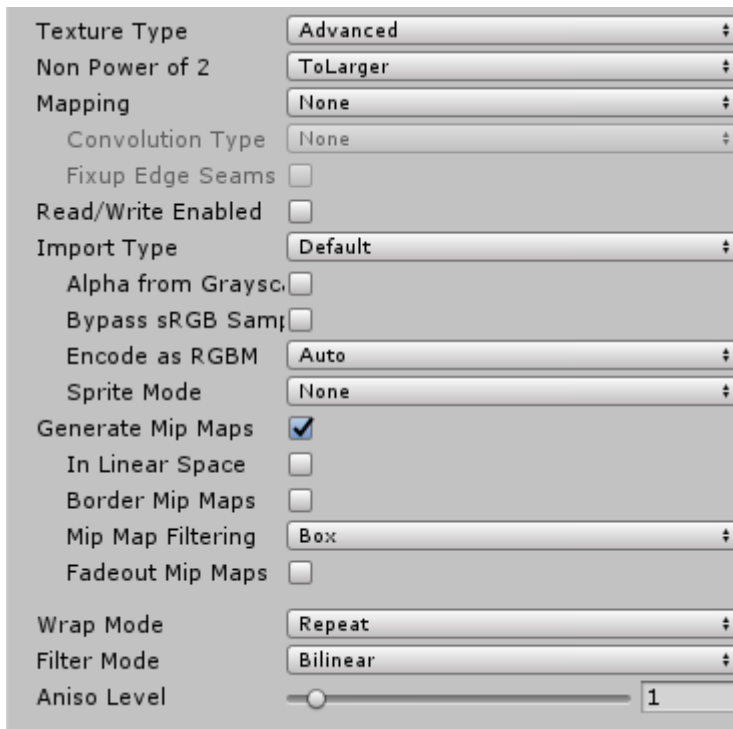 Texture Type Advanced
Non Power of 2 ToLarger
Mapping None
Convolution Type None
Fixup Edge Seams
Read/Write Enabled
Import Type Default
Alpha from Graysca
Bypass sRGB Samp
Encode as RGBM Auto
Sprite Mode None
Generate Mip Maps
In Linear Space
Border Mip Maps
Mip Map Filtering Box
Fadeout Mip Maps
Wrap Mode Repeat
Filter Mode Bilinear
Aniso Level 1